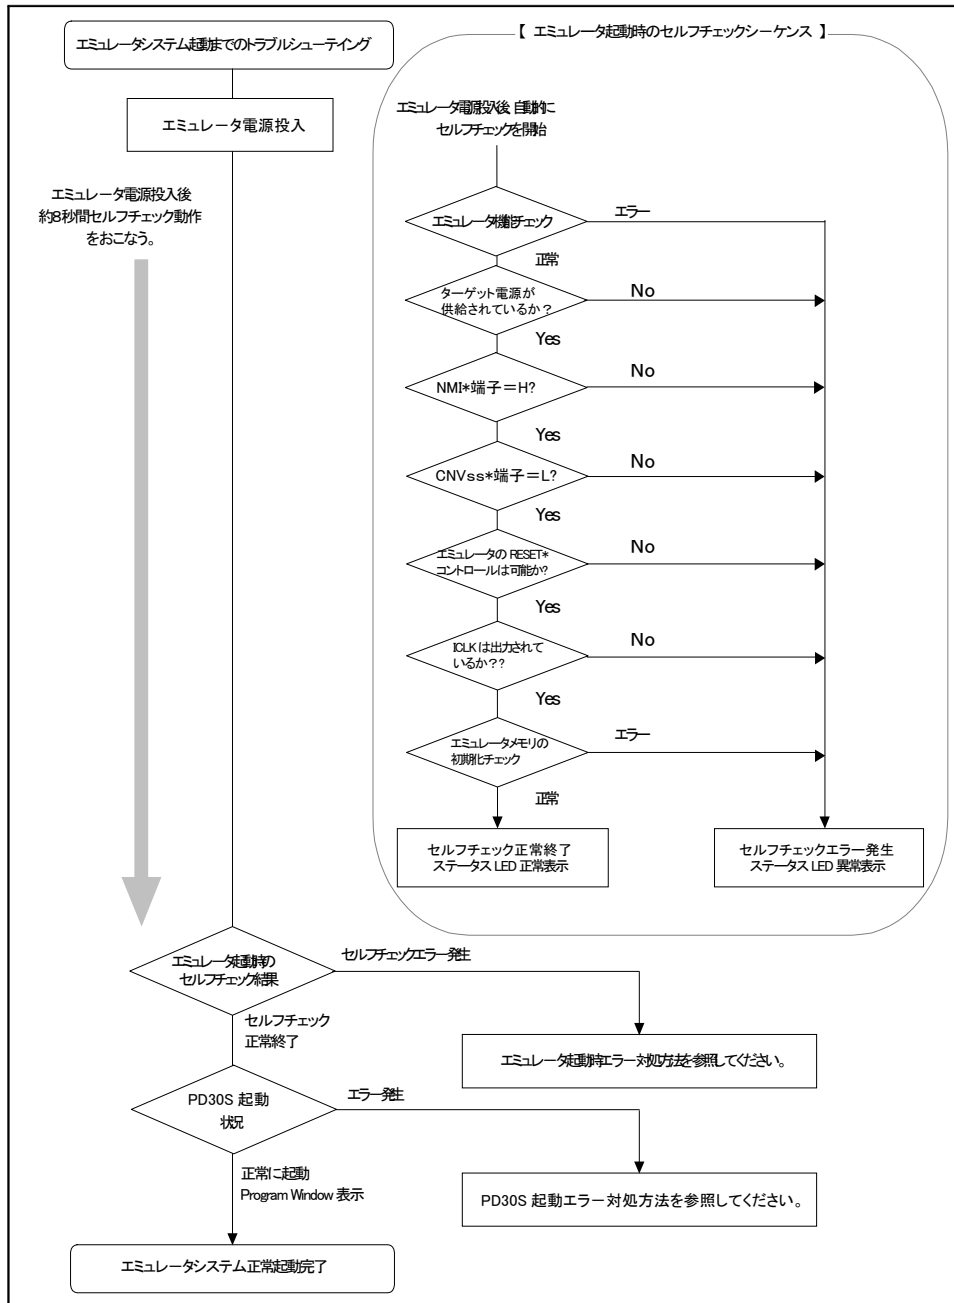 エミュレータシステム起動までのトラブルシューテイング
エミュレータ電源投入
エミュレータ電源投入後
約8秒間セルフチェック動作
をおこなう。
【 エミュレータ起動時のセルフチェックシーケンス 】
エミュレータ電源投入後、自動的に
セルフチェックを開始
エミュレータ機能チェック
エラー
正常
ターゲット電源が
供給されているか？
No
Yes
NMI*端子＝H?
No
Yes
CNVss*端子＝L?
No
Yes
エミュレータの RESET*
コントロールは可能か?
No
Yes
ICLK は出力されて
いるか？?
No
Yes
エミュレータメモリの
初期化チェック
エラー
正常
セルフチェック正常終了
ステータス LED 正常表示
セルフチェックエラー発生
ステータス LED 異常表示
エミュレータ起動時の
セルフチェック結果
セルフチェックエラー発生
セルフチェック
正常終了
エミュレータ起動時エラー対処方法を参照してください。
PD30S 起動
状況
エラー発生
正常に起動
Program Window 表示
PD30S 起動エラー対処方法を参照してください。
エミュレータシステム正常起動完了